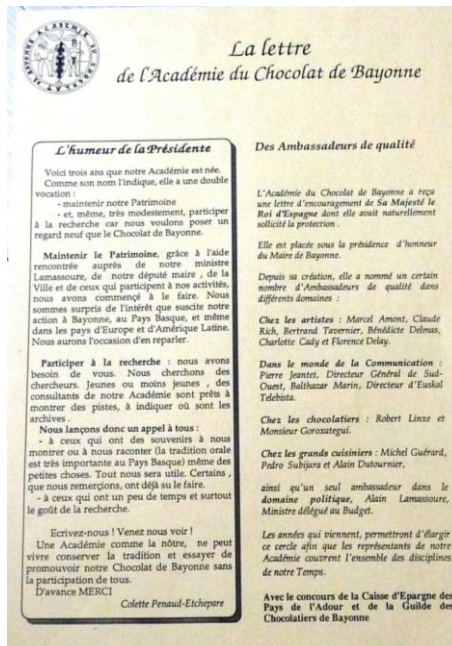 La lettre
de l'Académie du Chocolat de Bayonne
L'humeur de la Présidente
Voici trois ans que notre Académie est née.
Comme son nom l'indique, elle a une double
vocation :
- maintenir notre Patrimoine
- et, même, très modestement, participer
à la recherche car nous voulons poser un
regard neuf que le Chocolat de Bayonne.
Maintenir le Patrimoine, grâce à l'aide
rencontrée auprès de notre ministre
Lamassoure, de notre député maire , de la
Ville et de ceux qui participent à nos activités,
nous avons commencé à le faire. Nous
sommes surpris de l'intérêt que suscite notre
action à Bayonne, au Pays Basque, et même
dans les pays d'Europe et d'Amérique Latine.
Nous aurons l'occasion d'en reparler.
Participer à la recherche : nous avons
besoin de vous. Nous cherchons des
chercheurs. Jeunes ou moins jeunes , des
consultants de notre Académie sont prêts à
montrer des pistes, à indiquer où sont les
archives .
Nous lançons donc un appel à tous :
- à ceux qui ont des souvenirs à nous
montrer ou à nous raconter (la tradition orale
est très importante au Pays Basque) même des
petites choses. Tout nous sera utile. Certains ,
que nous remerçions, ont déjà su le faire.
- à ceux qui ont un peu de temps et surtout
le goût de la recherche.
Ecrivez-nous ! Venez nous voir !
Une Académie comme la nôtre, ne peut
vivre conserver la tradition et essayer de
promouvoir notre Chocolat de Bayonne sans
la participation de tous.
D'avance MERCI
Colette Penaud-Etchepare
Des Ambassadeurs de qualité
L'Académie du Chocolat de Bayonne a reçu
une lettre d'encouragement de Sa Majesté le
Roi d'Espagne dont elle avait naturellement
sollicité la protection .
Elle est placée sous la présidence d'honneur
du Maire de Bayonne.
Depuis sa création, elle a nommé un certain
nombre d'Ambassadeurs de qualité dans
différents domaines :
Chez les artistes : Marcel Amont, Claude
Rich, Bertrand Tavernier, Bénédicte Delmas,
Charlotte Cady et Florence Delay.
Dans le monde de la Communication :
Pierre Jeantet, Directeur Général de Sud-
Ouest, Balthazar Marin, Directeur d'Euskal
Telebista.
Chez les chocolatiers : Robert Linxe et
Monsieur Gorozategui.
Chez les grands cuisiniers : Michel Guérard,
Pedro Subijara et Alain Dutournier,
ainsi qu'un seul ambassadeur dans le
domaine politique, Alain Lamassoure,
Ministre délégué au Budget.
Les années qui viennent, permettront d'élargir
ce cercle afin que les représentants de notre
Académie couvrent l'ensemble des disciplines
de notre Temps.
Avec le concours de la Caisse d'Epargne des
Pays de l'Adour et de la Guilde des
Chocolatiers de Bayonne